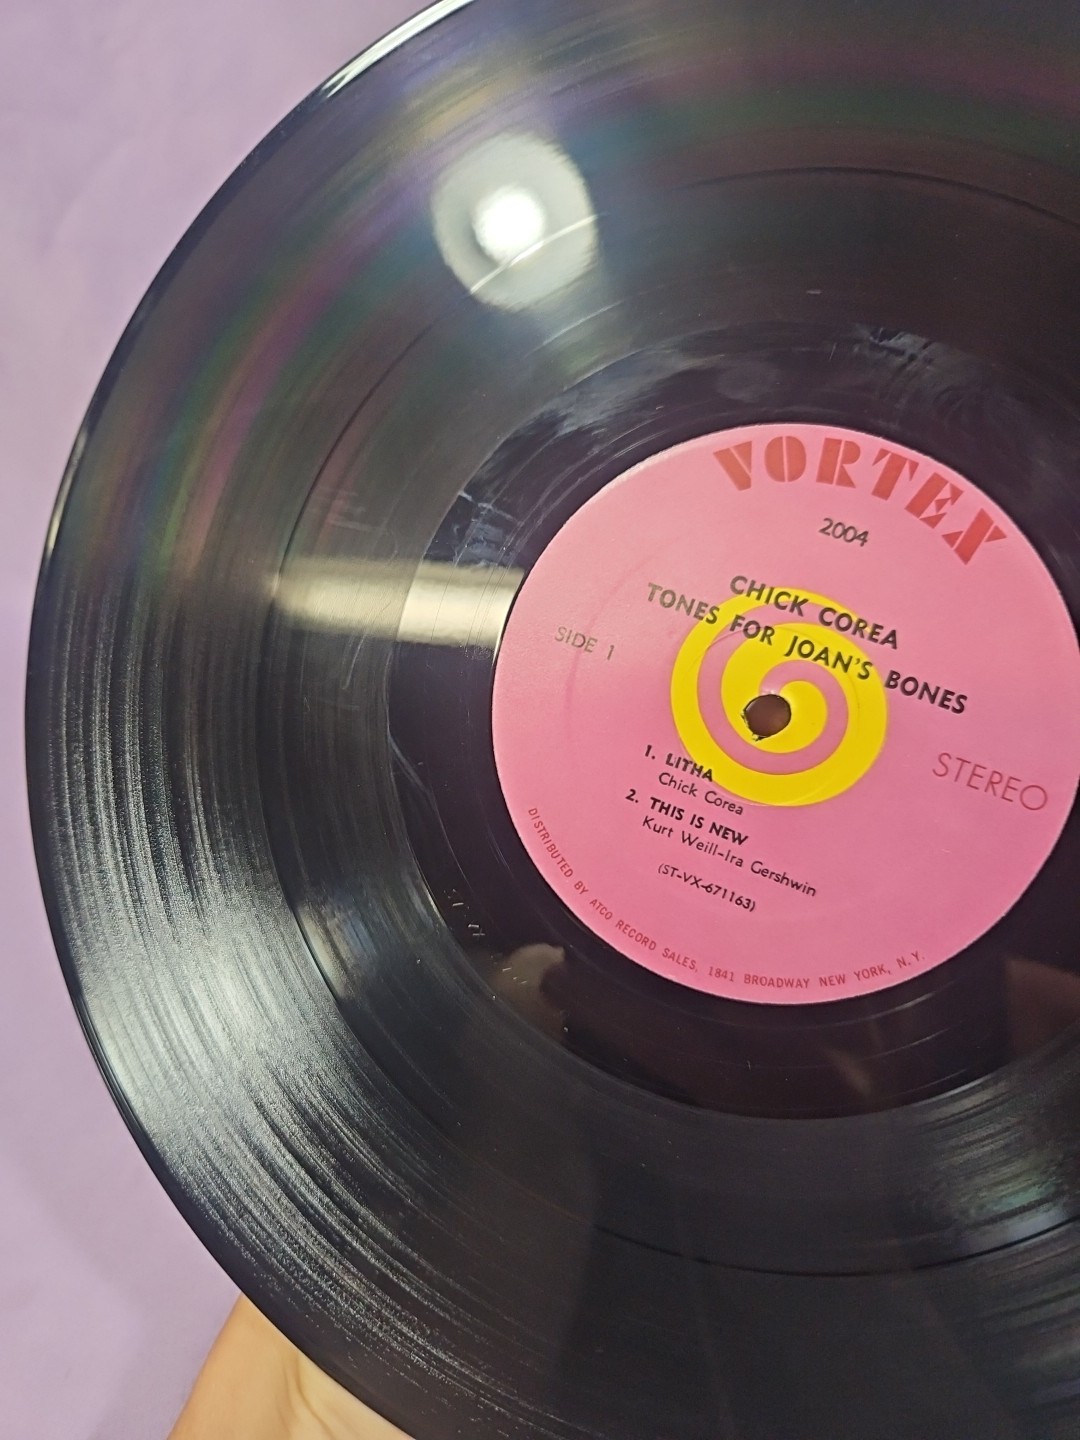 VORTEX
2004
CHICK COREA
TONES FOR JOAN'S BONES
SIDE 1
STEREO
1. LITHA
Chick Corea
2. THIS IS NEW
Kurt Weill-Ira Gershwin
(ST-VX-671163)
DISTRIBUTED BY ATCO RECORD SALES, 1841 BROADWAY NEW YORK, N.Y.